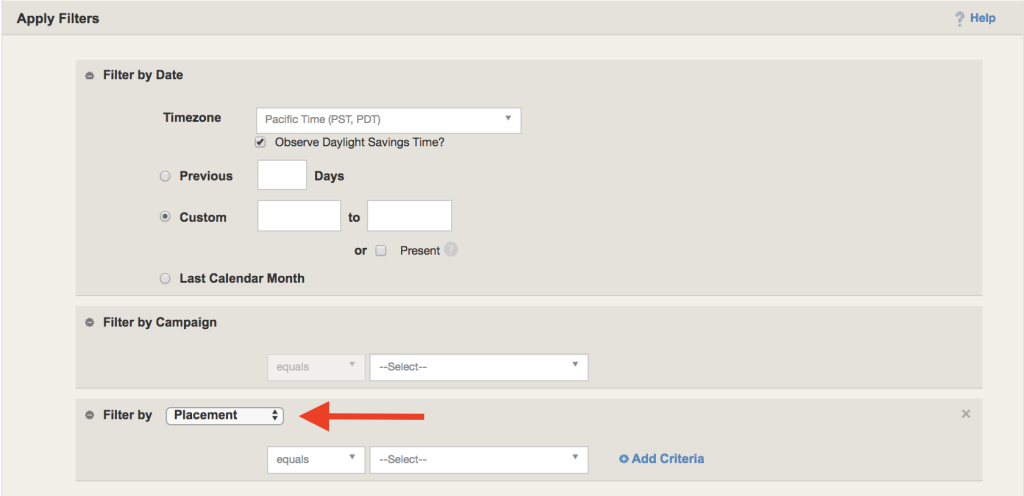 Apply Filters
? Help
Filter by Date
Timezone Pacific Time (PST, PDT)
Observe Daylight Savings Time?
Previous Days
Custom to
or Present ?
Last Calendar Month
Filter by Campaign
equals --Select--
Filter by Placement
equals --Select-- Add Criteria